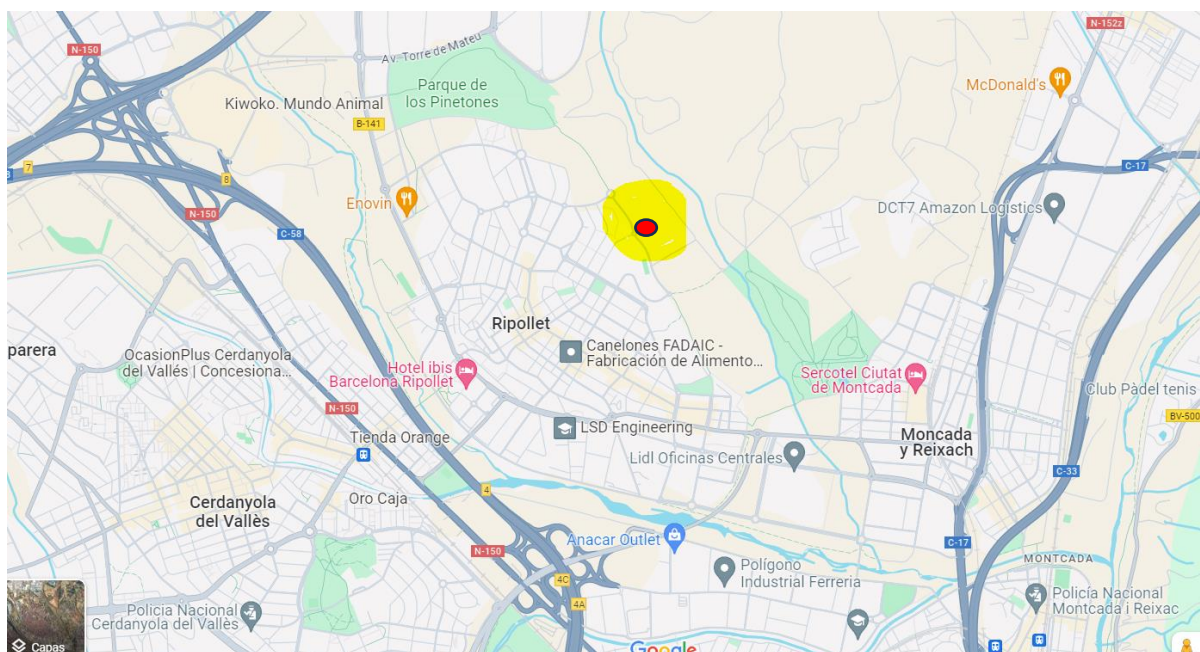 N-150
N-152z
Av. Torre de Mateu
Parque de
los Pinetones
McDonald's
Kiwoko. Mundo Animal
B-141
C-17
7
8
Enovin
N-150
DCT7 Amazon Logistics
C-58
Ripollet
parera
OcasionPlus Cerdanyola
del Vallés | Concesiona...
Canelones FADAIC -
Fabricación de Alimento...
Hotel ibis
Barcelona Ripollet
Sercotel Ciutat
de Montcada
Club Pàdel tenis
N-150
BV-500
LSD Engineering
Tienda Orange
Moncada
y Reixach
Lidl Oficinas Centrales
C-33
4
Oro Caja
Cerdanyola
del Vallès
Anacar Outlet
C-17
N-150
MONTCADA
4C
Polígono
Industrial Ferreria
4A
Policia Nacional
Cerdanyola del Vallès
Policía Nacional
Montcada i Reixac
Capas
Google